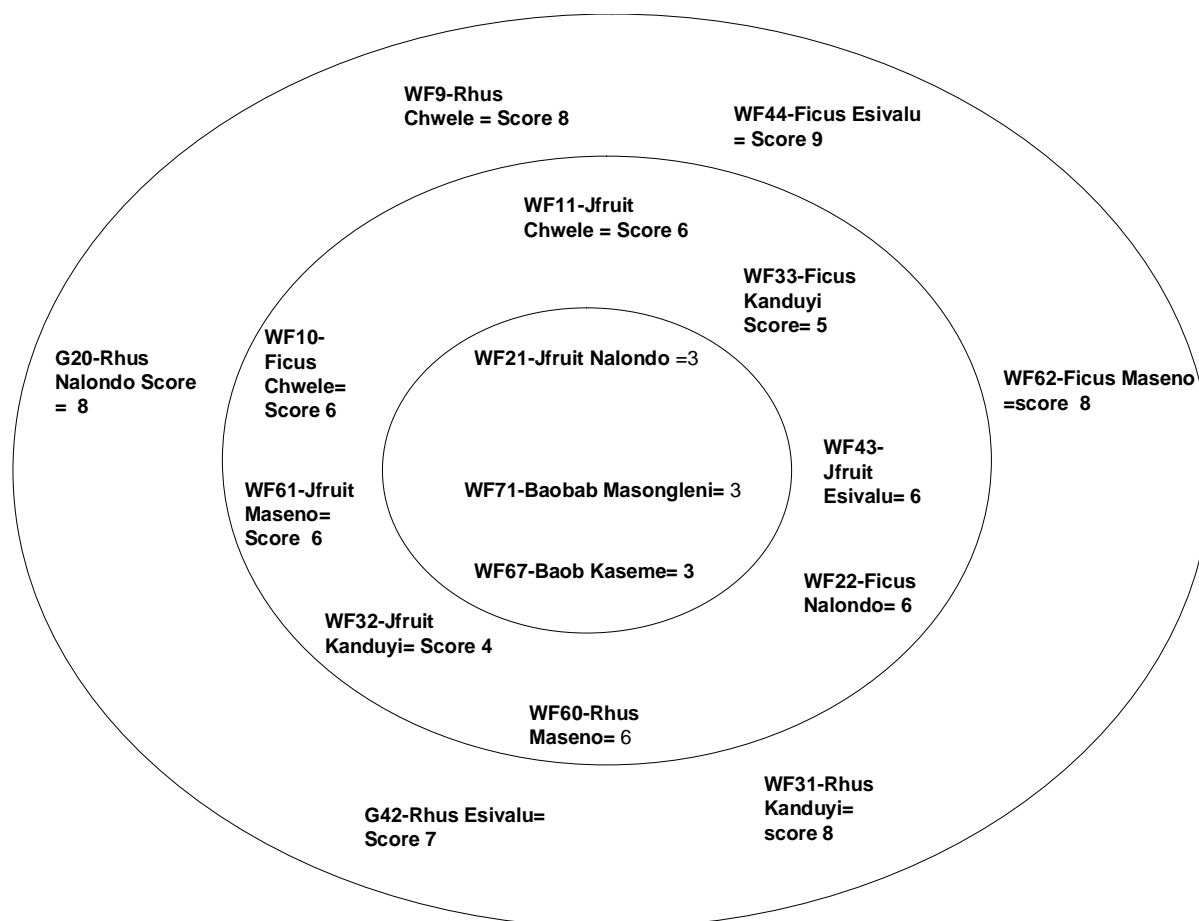 WF9-Rhus
Chwele = Score 8
WF44-Ficus Esivalu
= Score 9
WF11-Jfruit
Chwele = Score 6
WF33-Ficus
Kanduyi
Score= 5
WF10-
Ficus
Chwele=
Score 6
WF21-Jfruit Nalondo =3
G20-Rhus
Nalondo Score
= 8
WF62-Ficus Maseno
=score 8
WF43-
Jfruit
Esivalu= 6
WF61-Jfruit
Maseno=
Score 6
WF71-Baobab Masongleni= 3
WF67-Baob Kaseme= 3
WF22-Ficus
Nalondo= 6
WF32-Jfruit
Kanduyi= Score 4
WF60-Rhus
Maseno= 6
WF31-Rhus
Kanduyi=
score 8
G42-Rhus Esivalu=
Score 7